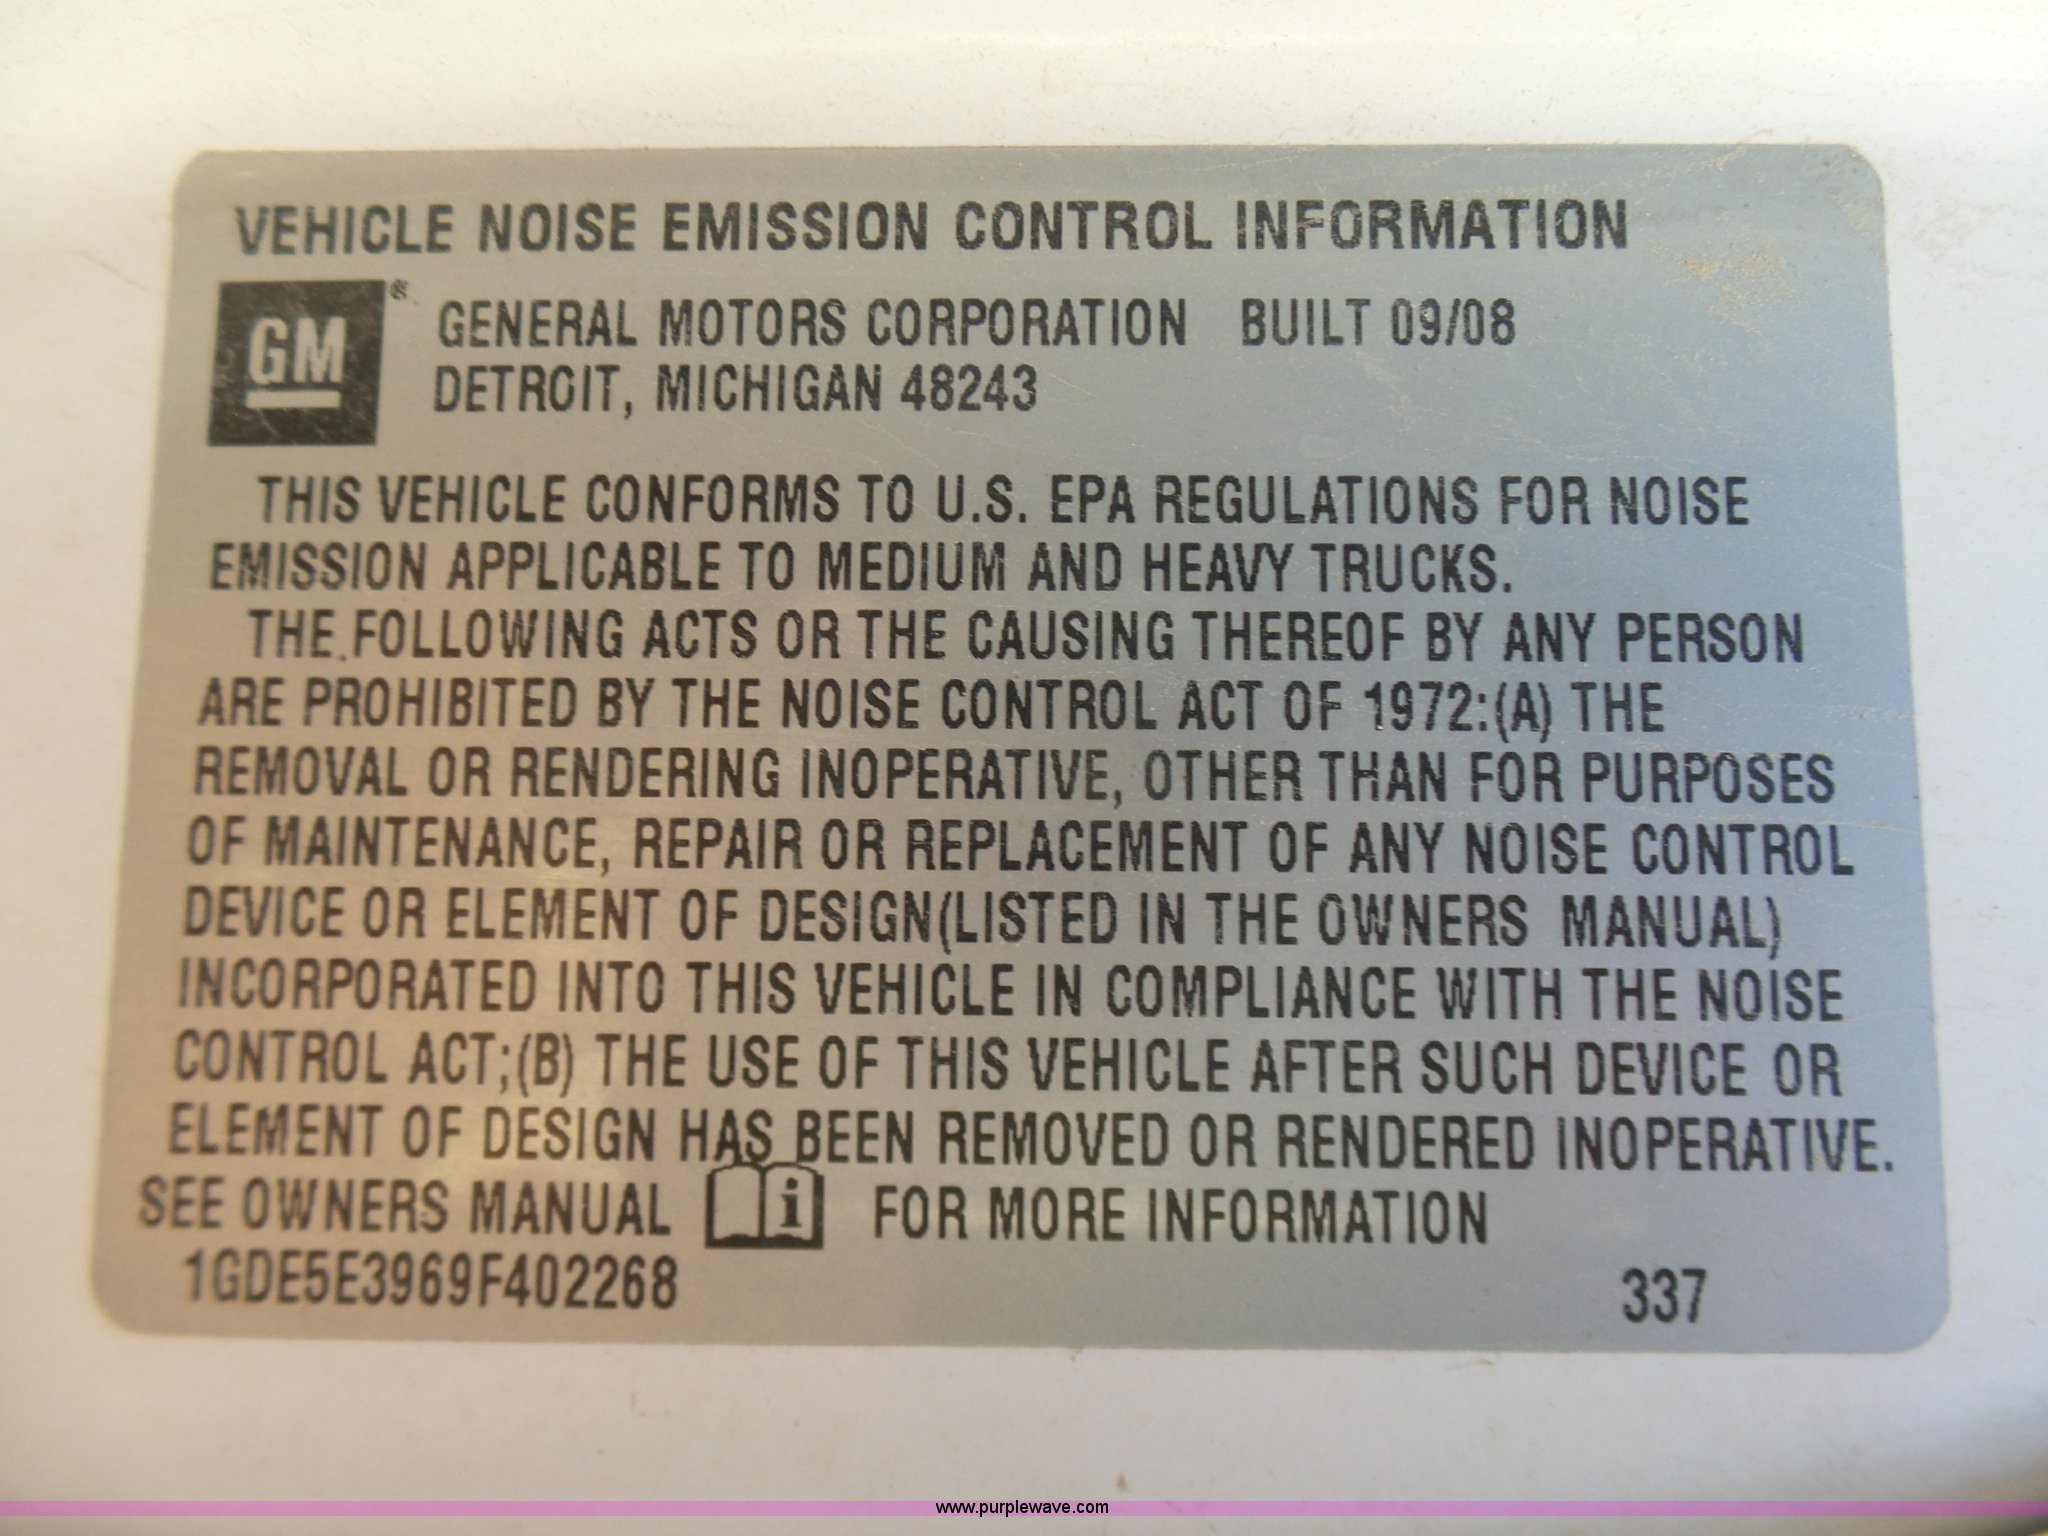 VEHICLE NOISE EMISSION CONTROL INFORMATION
GM®
GENERAL MOTORS CORPORATION BUILT 09/08
DETROIT, MICHIGAN 48243
THIS VEHICLE CONFORMS TO U.S. EPA REGULATIONS FOR NOISE
EMISSION APPLICABLE TO MEDIUM AND HEAVY TRUCKS.
THE FOLLOWING ACTS OR THE CAUSING THEREOF BY ANY PERSON
ARE PROHIBITED BY THE NOISE CONTROL ACT OF 1972:(A) THE
REMOVAL OR RENDERING INOPERATIVE, OTHER THAN FOR PURPOSES
OF MAINTENANCE, REPAIR OR REPLACEMENT OF ANY NOISE CONTROL
DEVICE OR ELEMENT OF DESIGN(LISTED IN THE OWNERS MANUAL)
INCORPORATED INTO THIS VEHICLE IN COMPLIANCE WITH THE NOISE
CONTROL ACT;(B) THE USE OF THIS VEHICLE AFTER SUCH DEVICE OR
ELEMENT OF DESIGN HAS BEEN REMOVED OR RENDERED INOPERATIVE.
SEE OWNERS MANUAL i FOR MORE INFORMATION
1GDE5E3969F402268 337
www.purplewave.com